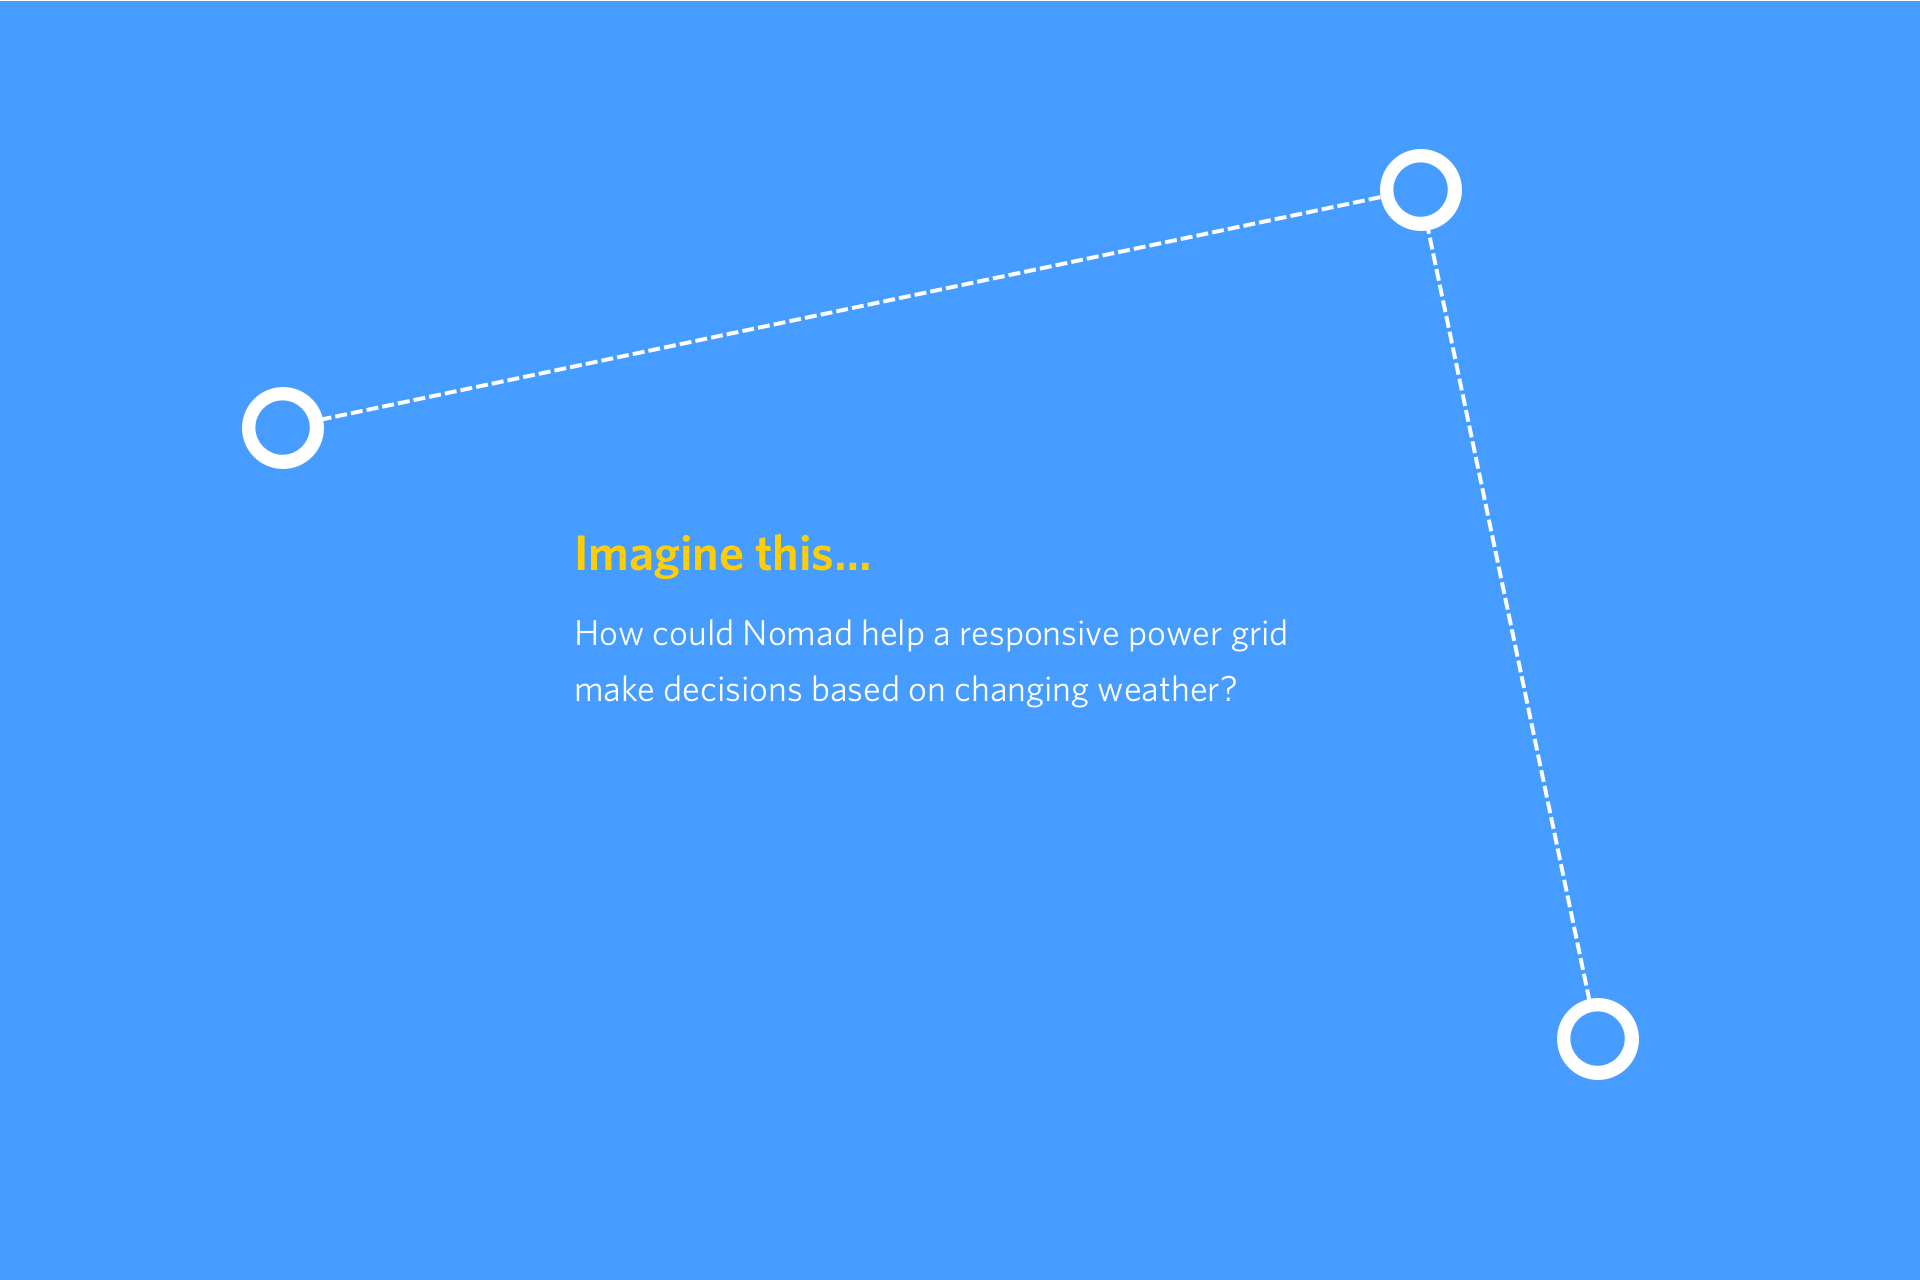 Imagine this...
How could Nomad help a responsive power grid
make decisions based on changing weather?